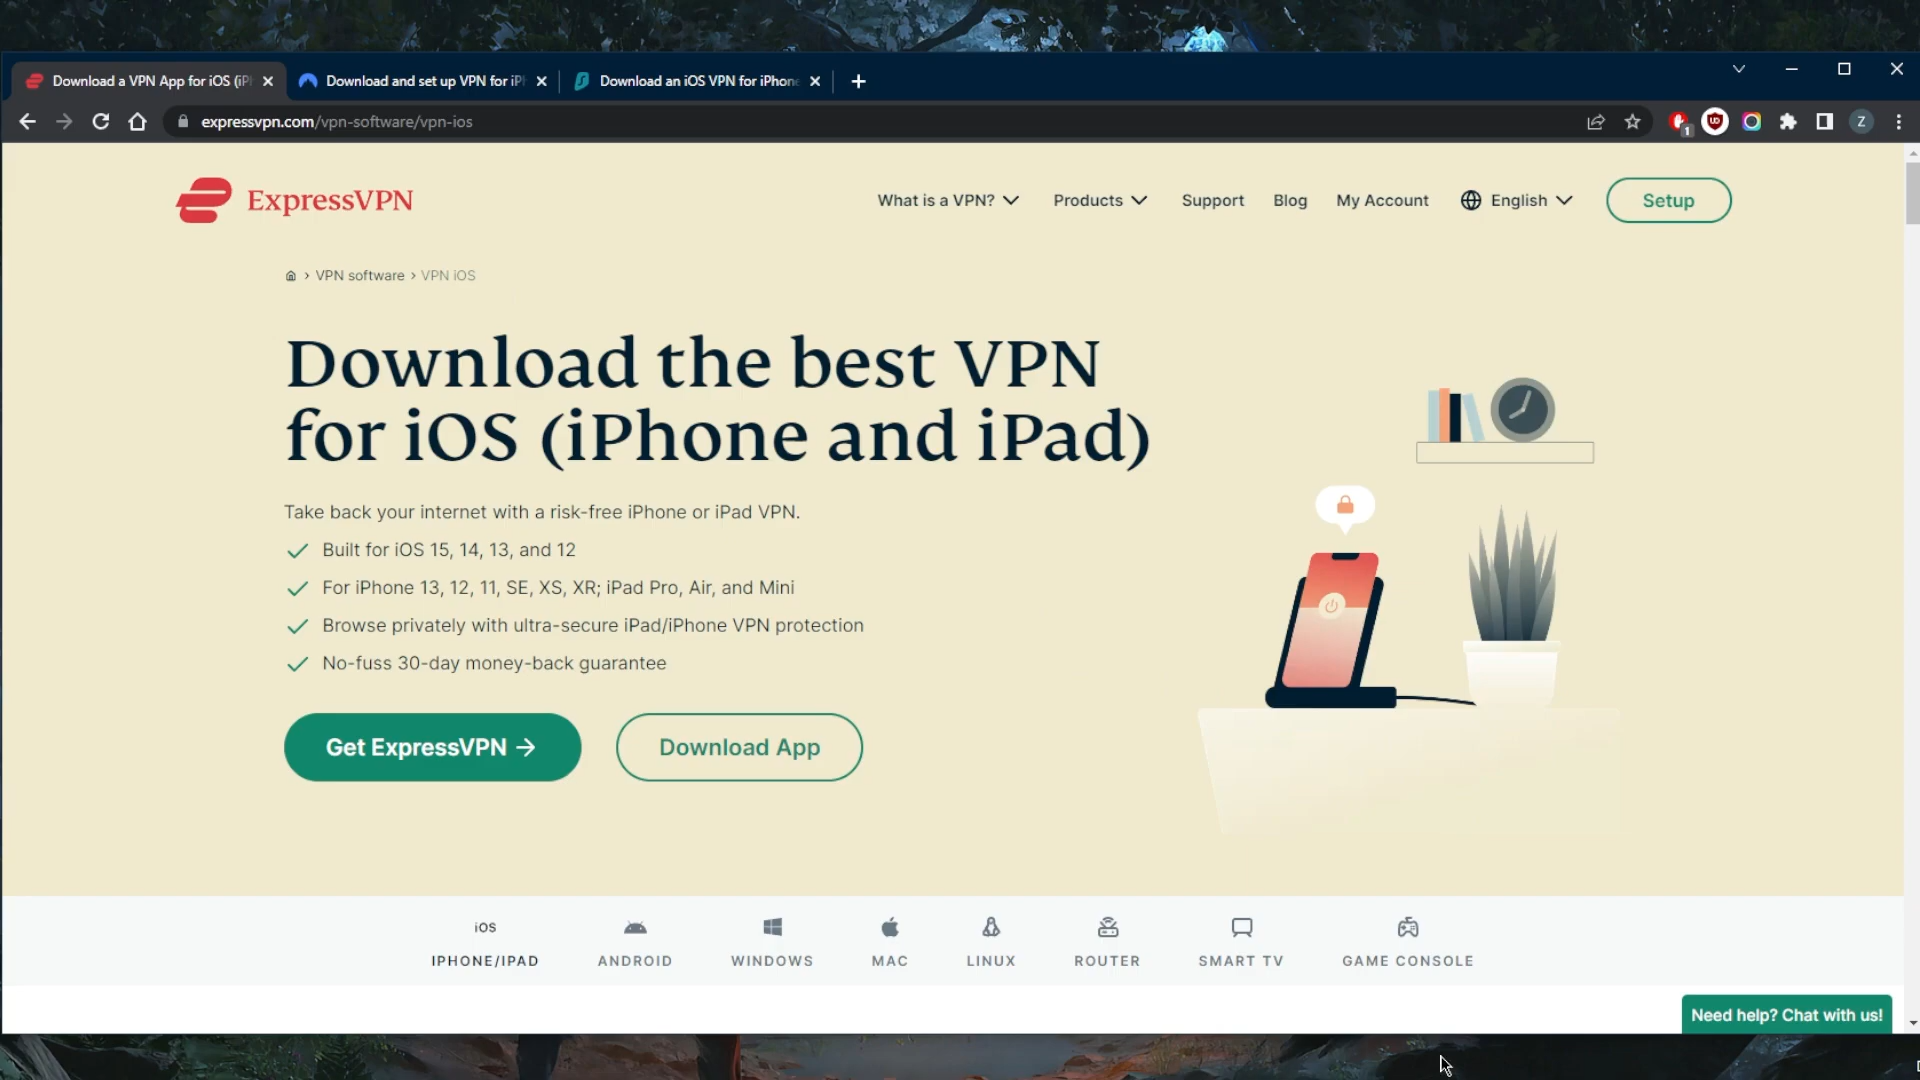 Download a VPN App for iOS (iP
Download and set up VPN for iP
Download an iOS VPN for iPhone
expressvpn.com/vpn-software/vpn-ios
1
Z
ExpressVPN
What is a VPN?
Products
Support
Blog
My Account
English
Setup
> VPN software > VPN iOS
Download the best VPN
for iOS (iPhone and iPad)
Take back your internet with a risk-free iPhone or iPad VPN.
Built for iOS 15, 14, 13, and 12
For iPhone 13, 12, 11, SE, XS, XR; iPad Pro, Air, and Mini
Browse privately with ultra-secure iPad/iPhone VPN protection
No-fuss 30-day money-back guarantee
Get ExpressVPN →
Download App
iOS
IPHONE/IPAD
ANDROID
WINDOWS
MAC
LINUX
ROUTER
SMART TV
GAME CONSOLE
Need help? Chat with us!